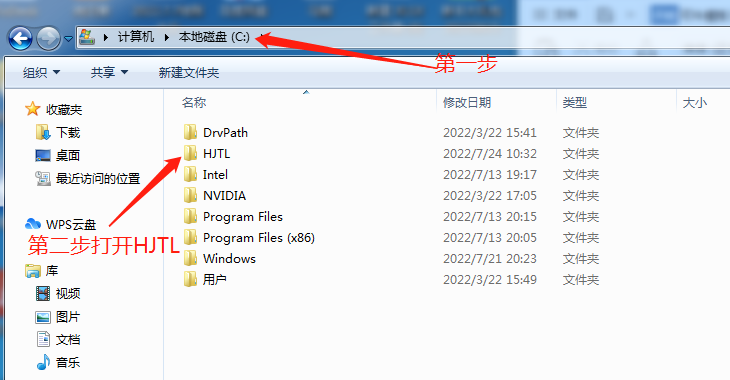 计算机 本地磁盘 (C:)
第一步
组织 共享 新建文件夹
名称 修改日期 类型 大小
收藏夹
下载
桌面
最近访问的位置
WPS云盘
第二步打开HJTL
库
视频
图片
文档
音乐
DrvPath 2022/3/22 15:41 文件夹
HJTL 2022/7/24 10:32 文件夹
Intel 2022/7/13 19:17 文件夹
NVIDIA 2022/3/22 17:05 文件夹
Program Files 2022/7/13 20:15 文件夹
Program Files (x86) 2022/7/13 20:05 文件夹
Windows 2022/7/21 20:23 文件夹
用户 2022/3/22 15:49 文件夹